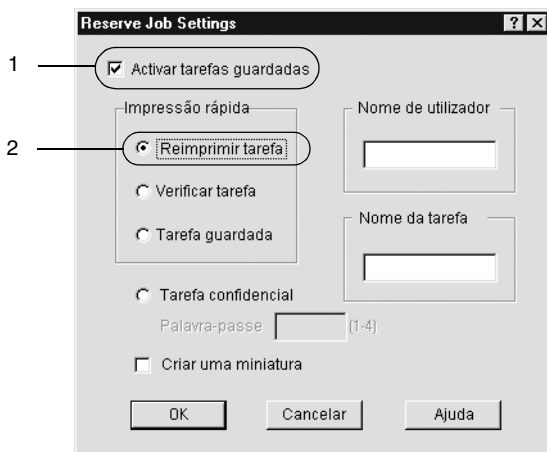 Reserve Job Settings
1
Activar tarefas guardadas
Impressão rápida
2
Reimprimir tarefa
Verificar tarefa
Tarefa guardada
Nome de utilizador
Nome da tarefa
Tarefa confidencial
Palavra-passe (1-4)
Criar uma miniatura
OK Cancelar Ajuda